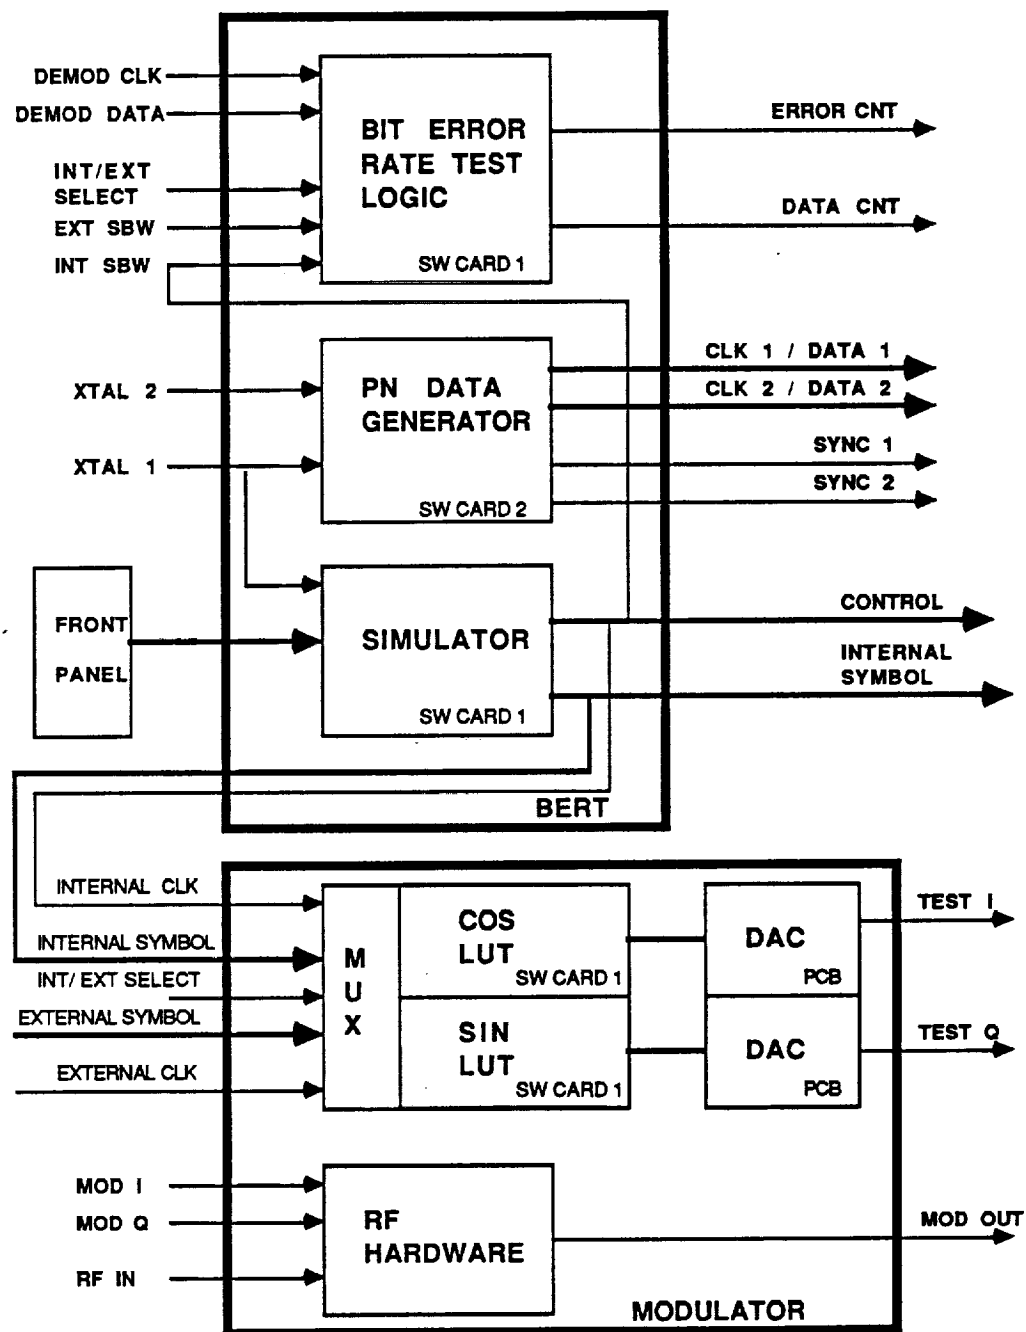 DEMOD CLK
DEMOD DATA
INT/EXT
SELECT
EXT SBW
INT SBW
BIT ERROR
RATE TEST
LOGIC
SW CARD 1
ERROR CNT
DATA CNT
XTAL 2
XTAL 1
PN DATA
GENERATOR
SW CARD 2
CLK 1 / DATA 1
CLK 2 / DATA 2
SYNC 1
SYNC 2
FRONT
PANEL
SIMULATOR
SW CARD 1
CONTROL
INTERNAL
SYMBOL
BERT
INTERNAL CLK
INTERNAL SYMBOL
INT/ EXT SELECT
EXTERNAL SYMBOL
EXTERNAL CLK
M
U
X
COS
LUT
SW CARD 1
SIN
LUT
SW CARD 1
DAC
PCB
DAC
PCB
TEST I
TEST Q
MOD I
MOD Q
RF IN
RF
HARDWARE
MOD OUT
MODULATOR